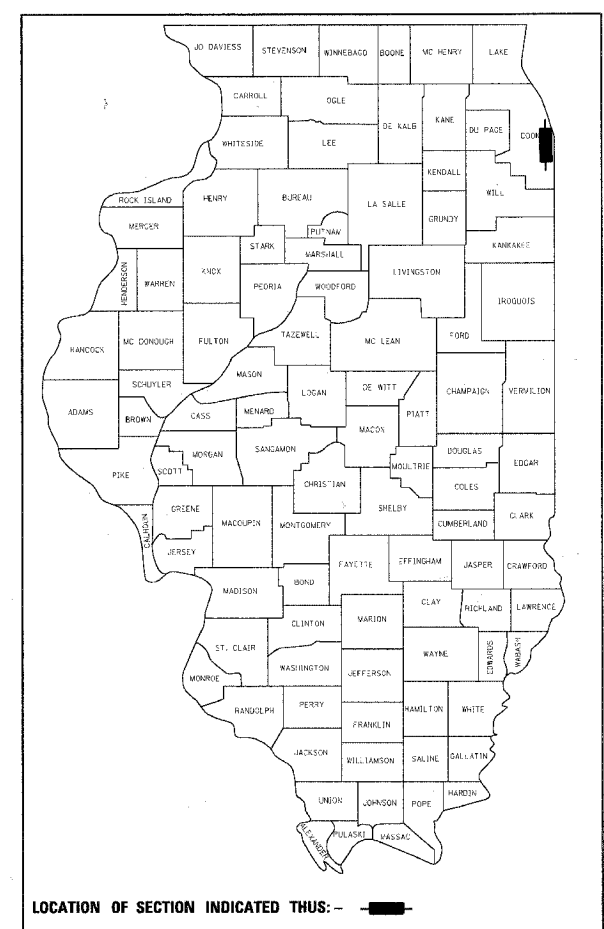 JO DAVIESS STEVENSON WINNEBAGO BOONE MC HENRY LAKE
CARROLL OGLE
DE KALB KANE DU PAGE COOK
WHITESIDE LEE
KENDALL
WILL
ROCK ISLAND HENRY BUREAU LA SALLE
GRUNDY
MERCER PUTNAM
STARK MARSHALL KANKAKEE
HENDERSON WARREN KNOX PEORIA WOODFORD LIVINGSTON
IROQUOIS
HANCOCK MC DONOUGH FULTON TAZEWELL MC LEAN FORD
MASON
SCHUYLER LOGAN DE WITT CHAMPAIGN VERMILION
ADAMS BROWN CASS MENARD PIATT
MACON
MORGAN SANGAMON DOUGLAS
PIKE SCOTT CHRISTIAN MOULTRIE EDGAR
COLES
CALHOUN GREENE MACOUPIN MONTGOMERY SHELBY
CUMBERLAND CLARK
JERSEY
FAYETTE EFFINGHAM JASPER CRAWFORD
MADISON BOND
CLAY
CLINTON MARION RICHLAND LAWRENCE
ST. CLAIR WAYNE EDWARDS WABASH
WASHINGTON JEFFERSON
MONROE
RANDOLPH PERRY HAMILTON WHITE
FRANKLIN
JACKSON WILLIAMSON SALINE GALLATIN
UNION JOHNSON POPE HARDIN
ALEXANDER PULASKI MASSAC
LOCATION OF SECTION INDICATED THUS: -